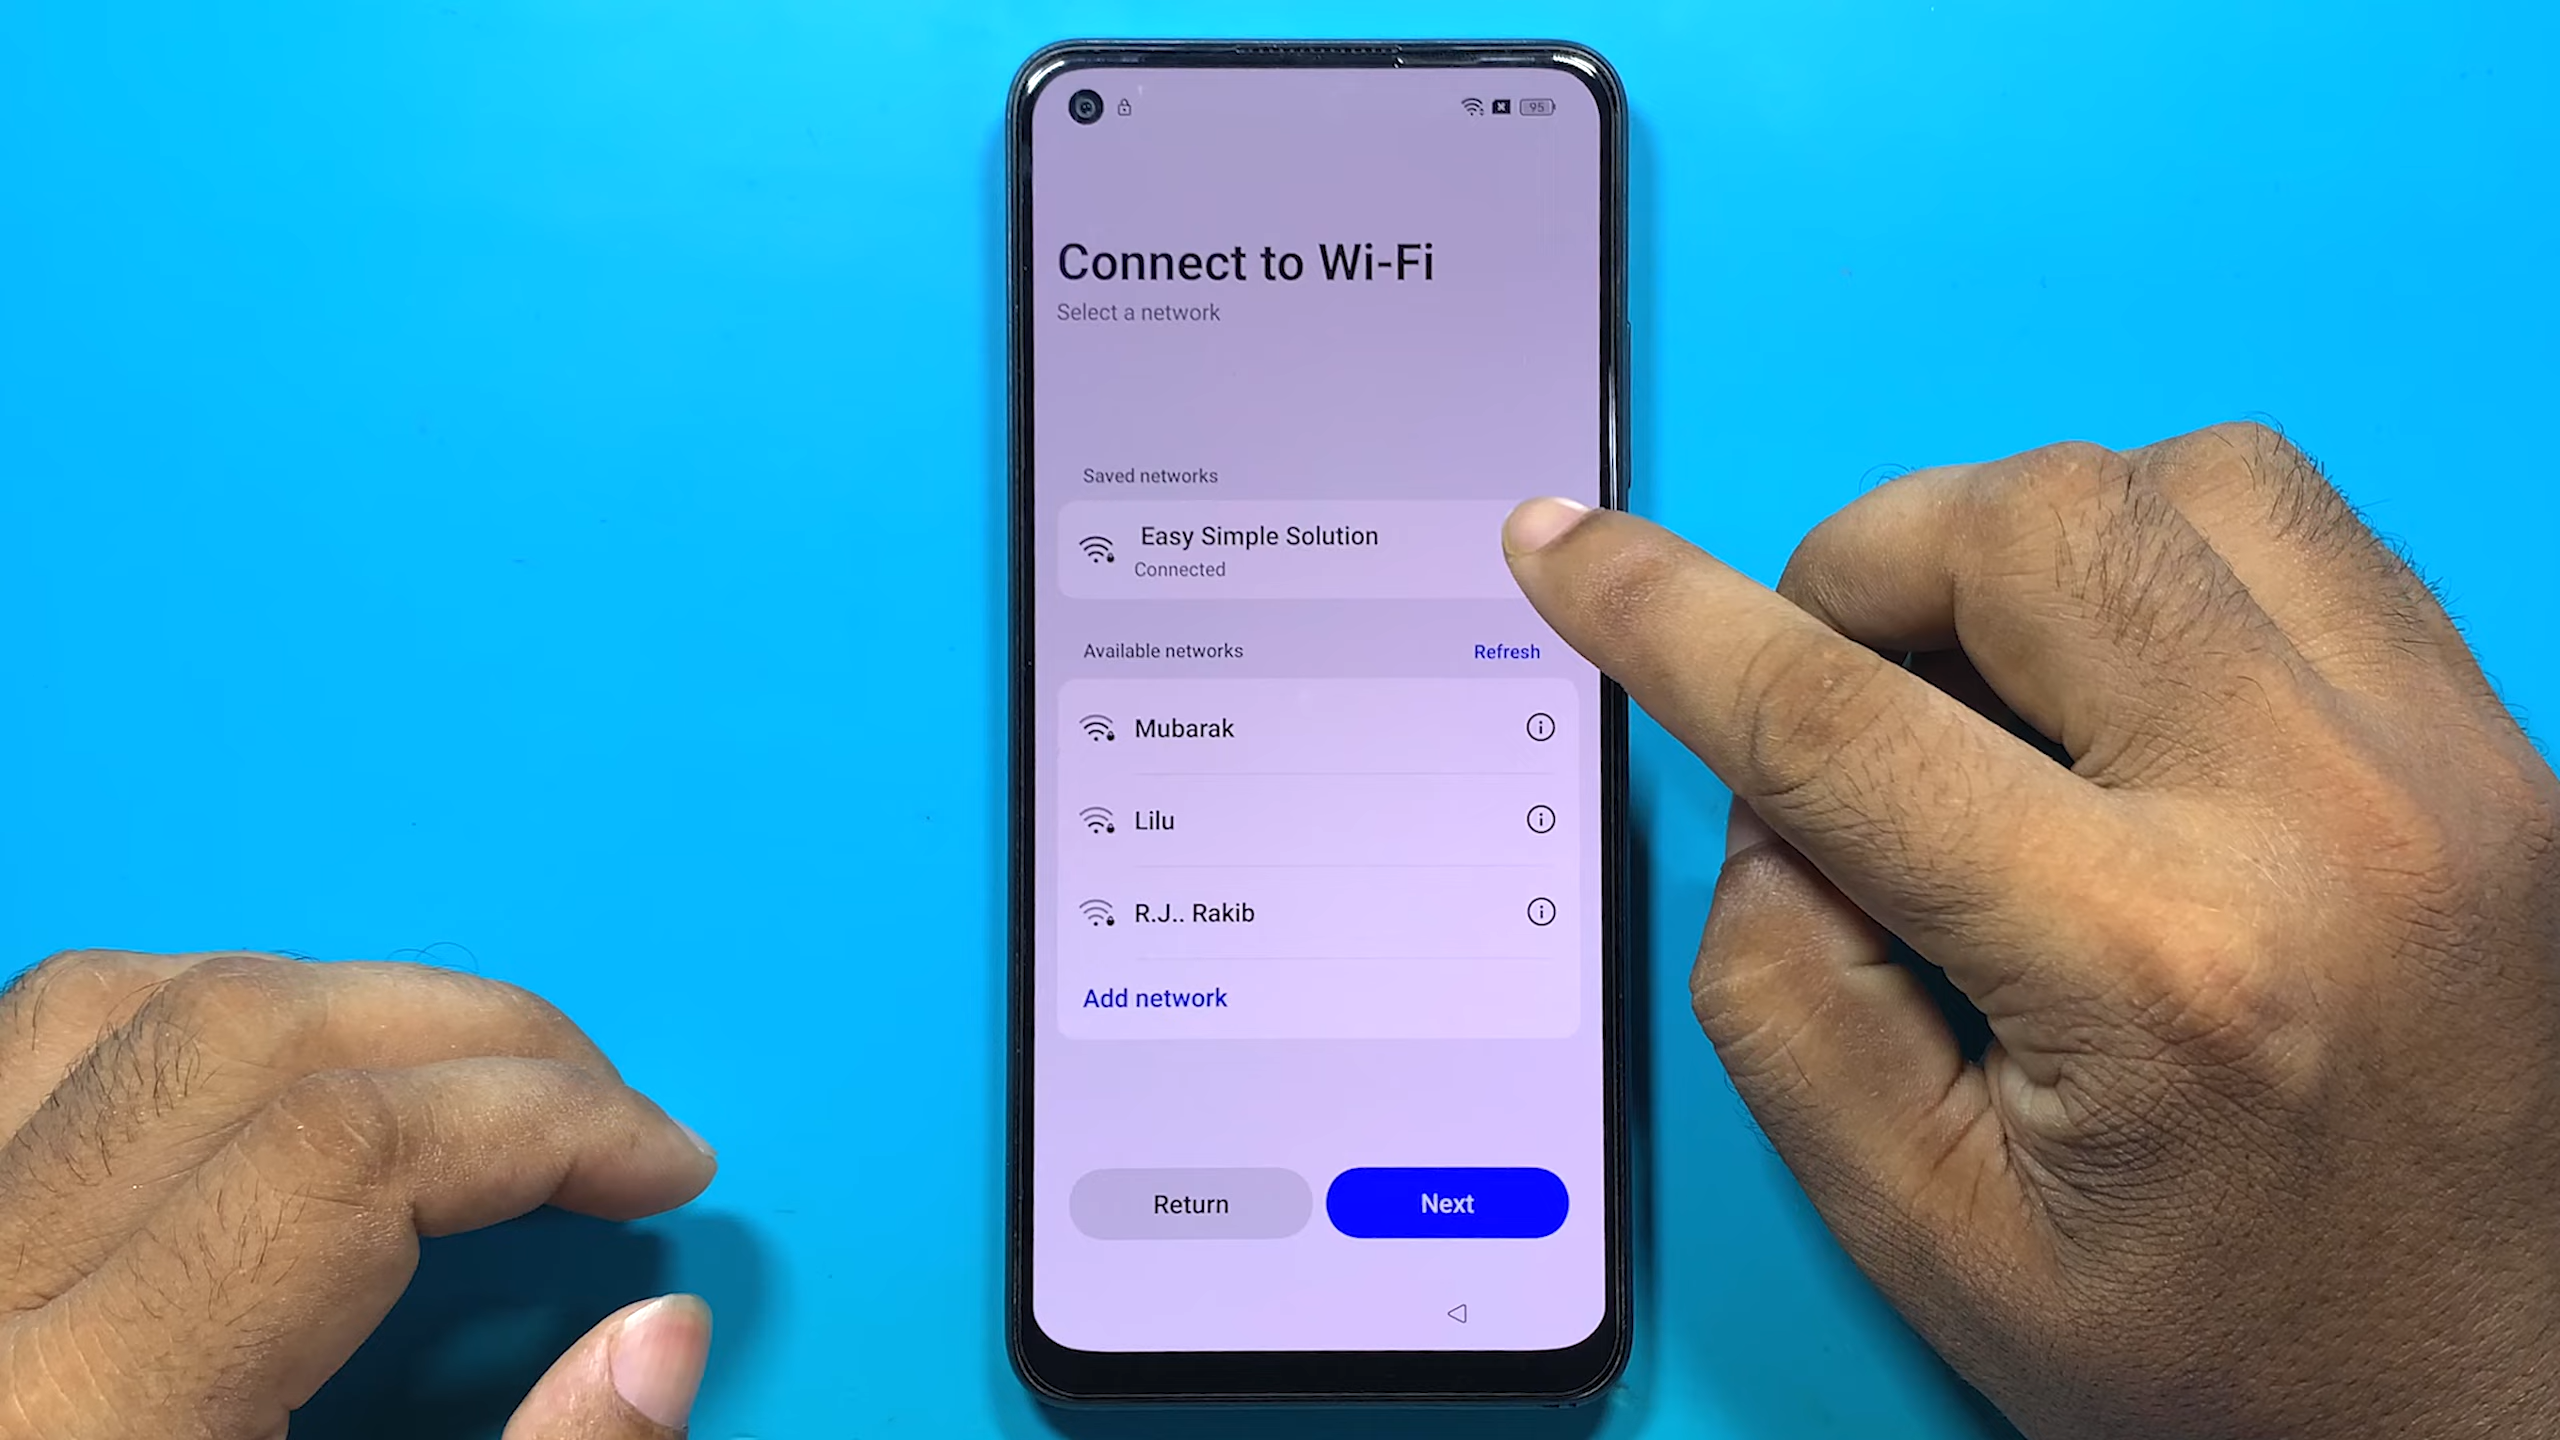 95
Connect to Wi-Fi
Select a network
Saved networks
Easy Simple Solution
Connected
Available networks
Refresh
Mubarak
Lilu
R.J.. Rakib
Add network
Return
Next